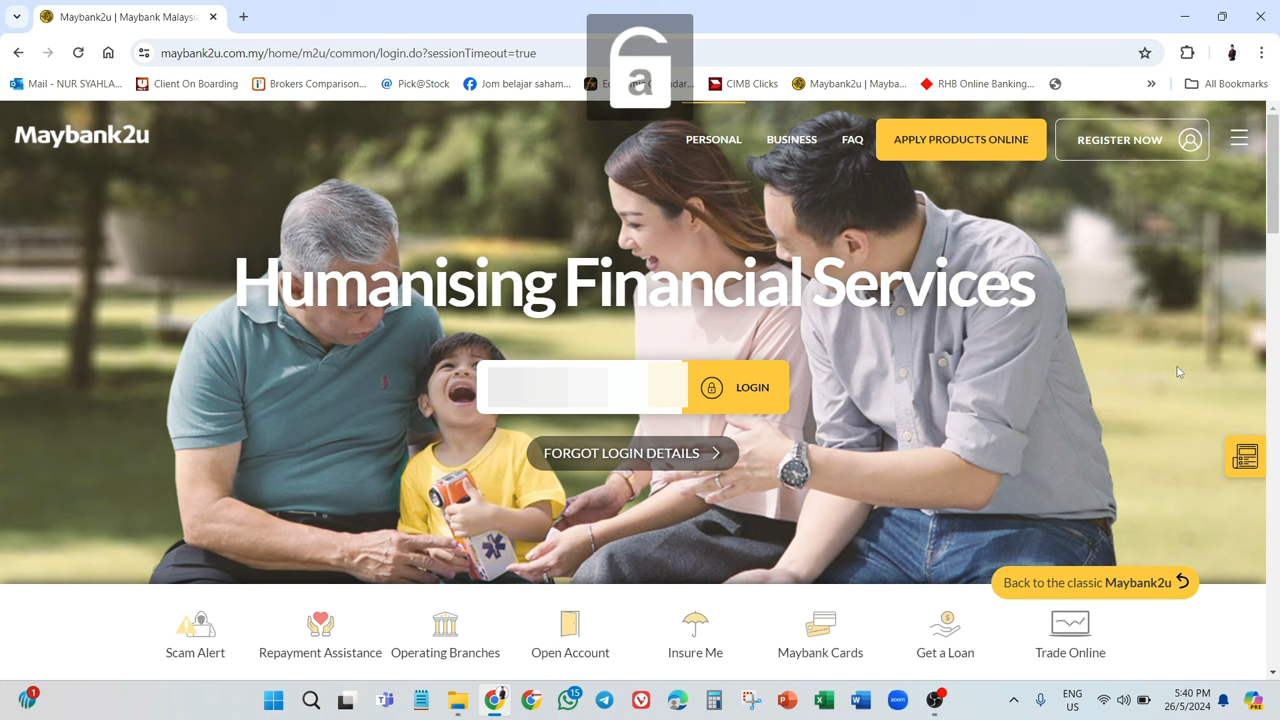 Maybank2u | Maybank Malaysi
maybank2u.com.my/home/m2u/common/login.do?sessionTimeout=true
Mail - NUR SYAHLA...
Client On Boarding
Brokers Comparison...
Pick@Stock
Jom belajar saham...
CIMB Clicks
Maybank2u | Mayba...
RHB Online Banking...
All Bookmarks
a
Maybank2u
PERSONAL
BUSINESS
FAQ
APPLY PRODUCTS ONLINE
REGISTER NOW
Humanising Financial Services
LOGIN
FORGOT LOGIN DETAILS
Back to the classic Maybank2u
Scam Alert
Repayment Assistance
Operating Branches
Open Account
Insure Me
Maybank Cards
Get a Loan
Trade Online
1
15
zoom
ENG
US
5:40 PM
26/5/2024
PRE